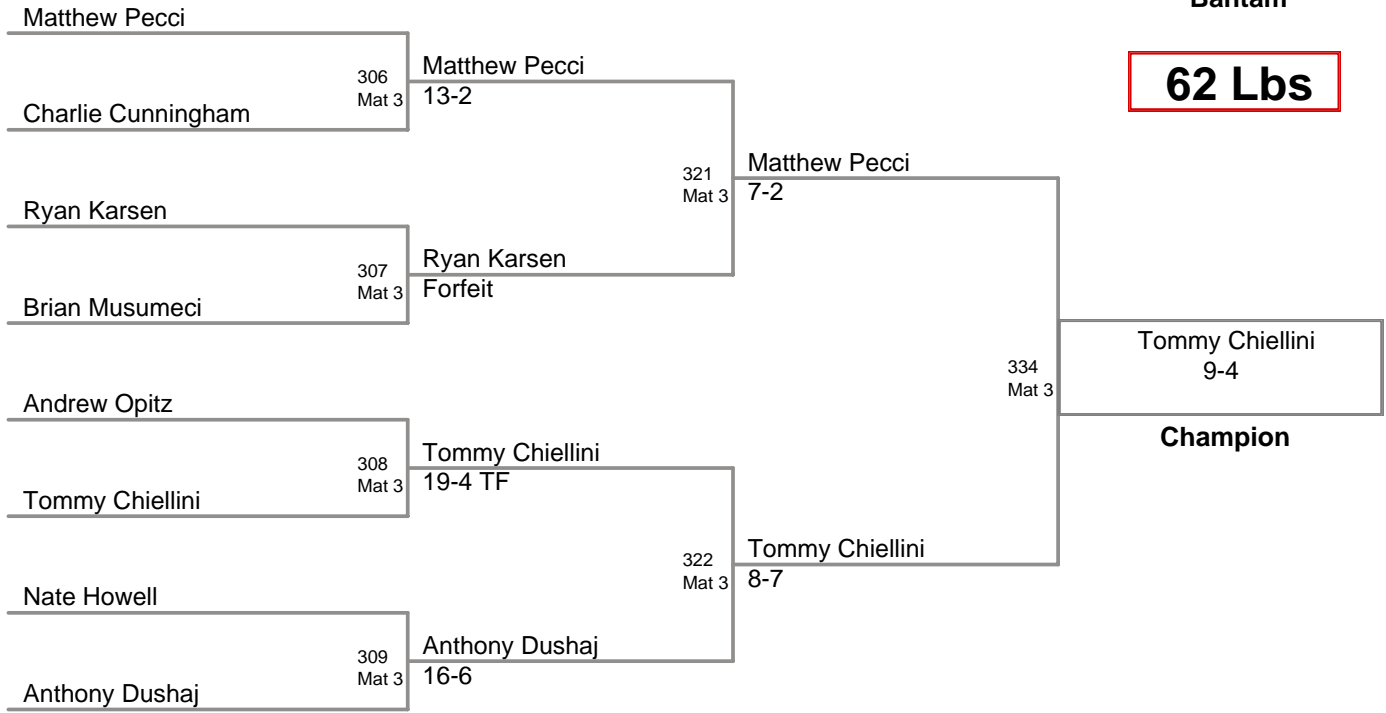 Bantam
62 Lbs
Matthew Pecci
306
Mat 3
Charlie Cunningham
Matthew Pecci
13-2
Ryan Karsen
307
Mat 3
Brian Musumeci
Ryan Karsen
Forfeit
321
Mat 3
Matthew Pecci
7-2
Andrew Opitz
308
Mat 3
Tommy Chiellini
Tommy Chiellini
19-4 TF
Nate Howell
309
Mat 3
Anthony Dushaj
Anthony Dushaj
16-6
322
Mat 3
Tommy Chiellini
8-7
334
Mat 3
Tommy Chiellini
9-4
Champion